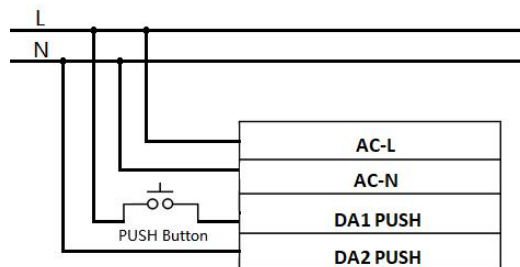 L
N
AC-L
AC-N
DA1 PUSH
PUSH Button
DA2 PUSH